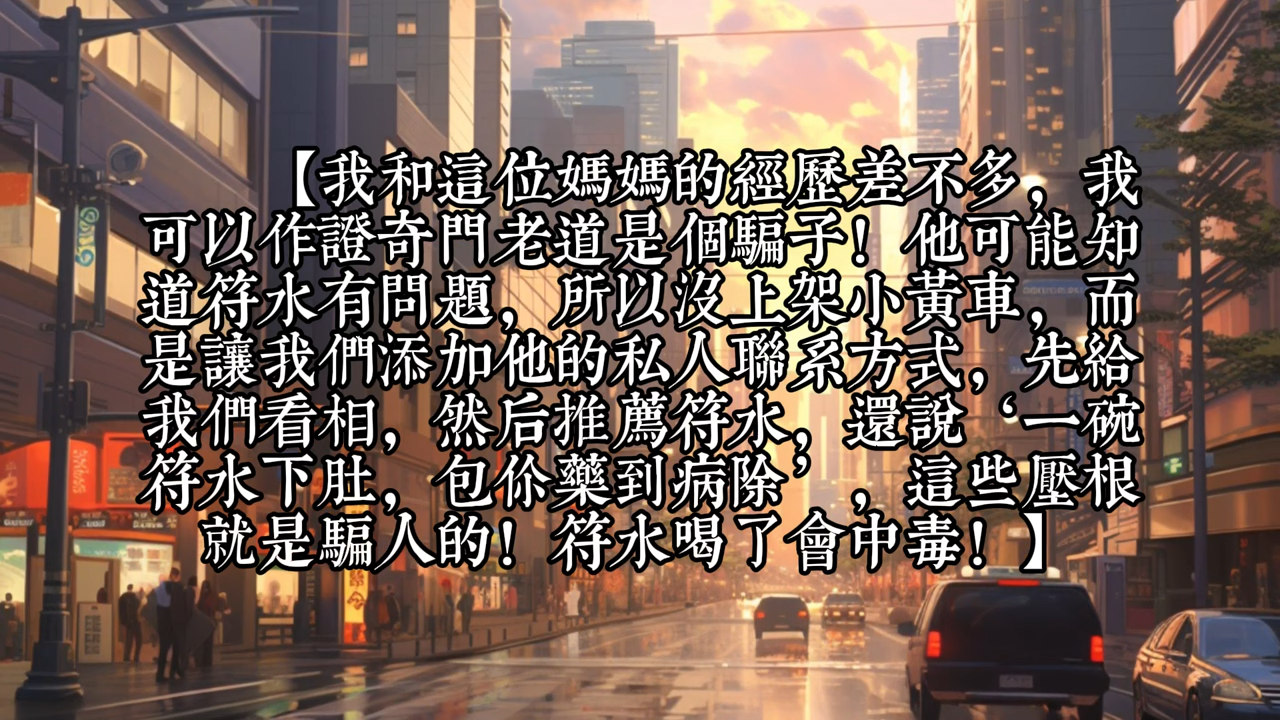 【我和這位媽媽的經歷差不多，我
可以作證奇門老道是個騙子！他可能知
道符水有問題，所以沒上架小黃車，而
是讓我們添加他的私人聯系方式，先給
我們看相，然后推薦符水，還說‘一碗
符水下肚，包你藥到病除’，這些壓根
就是騙人的！符水喝了會中毒！】